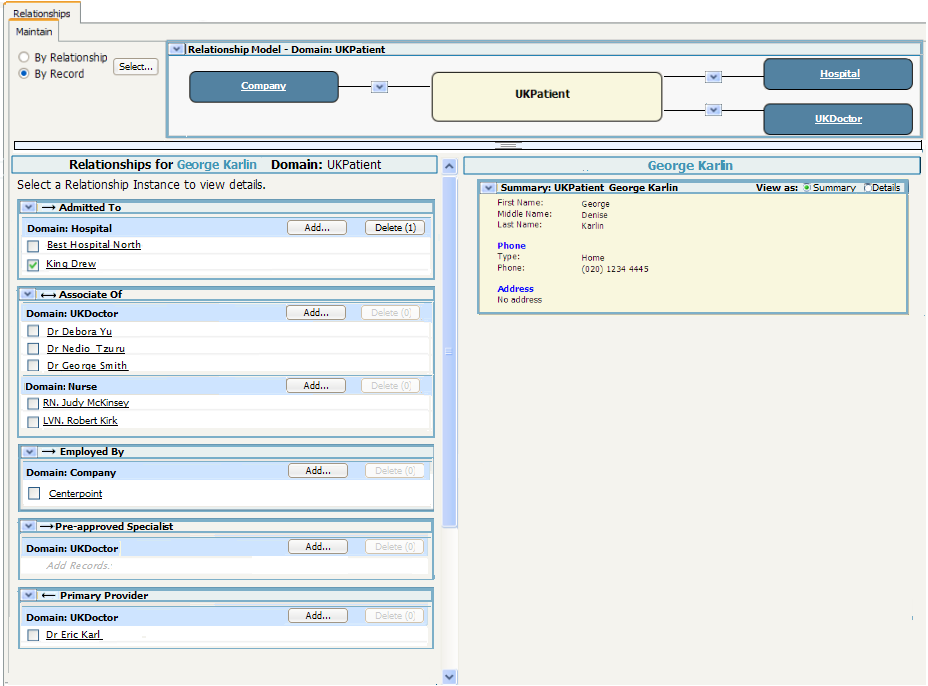 Relationships
Maintain
By Relationship
By Record
Select...
Relationship Model - Domain: UKPatient
Company
UKPatient
Hospital
UKDoctor
Relationships for George Karlin Domain: UKPatient
Select a Relationship Instance to view details.
Admitted To
Domain: Hospital Add... Delete (1)
Best Hospital North
King Drew
Associate Of
Domain: UKDoctor Add... Delete (0)
Dr Debora Yu
Dr Nedio Tzuru
Dr George Smith
Domain: Nurse Add... Delete (0)
RN. Judy McKinsey
LVN. Robert Kirk
Employed By
Domain: Company Add... Delete (0)
Centerpoint
Pre-approved Specialist
Domain: UKDoctor Add... Delete (0)
Add Records.
Primary Provider
Domain: UKDoctor Add... Delete (0)
Dr Eric Karl
George Karlin
Summary: UKPatient George Karlin View as: Summary Details
First Name: George
Middle Name: Denise
Last Name: Karlin
Phone
Type: Home
Phone: (020) 1234 4445
Address
No address